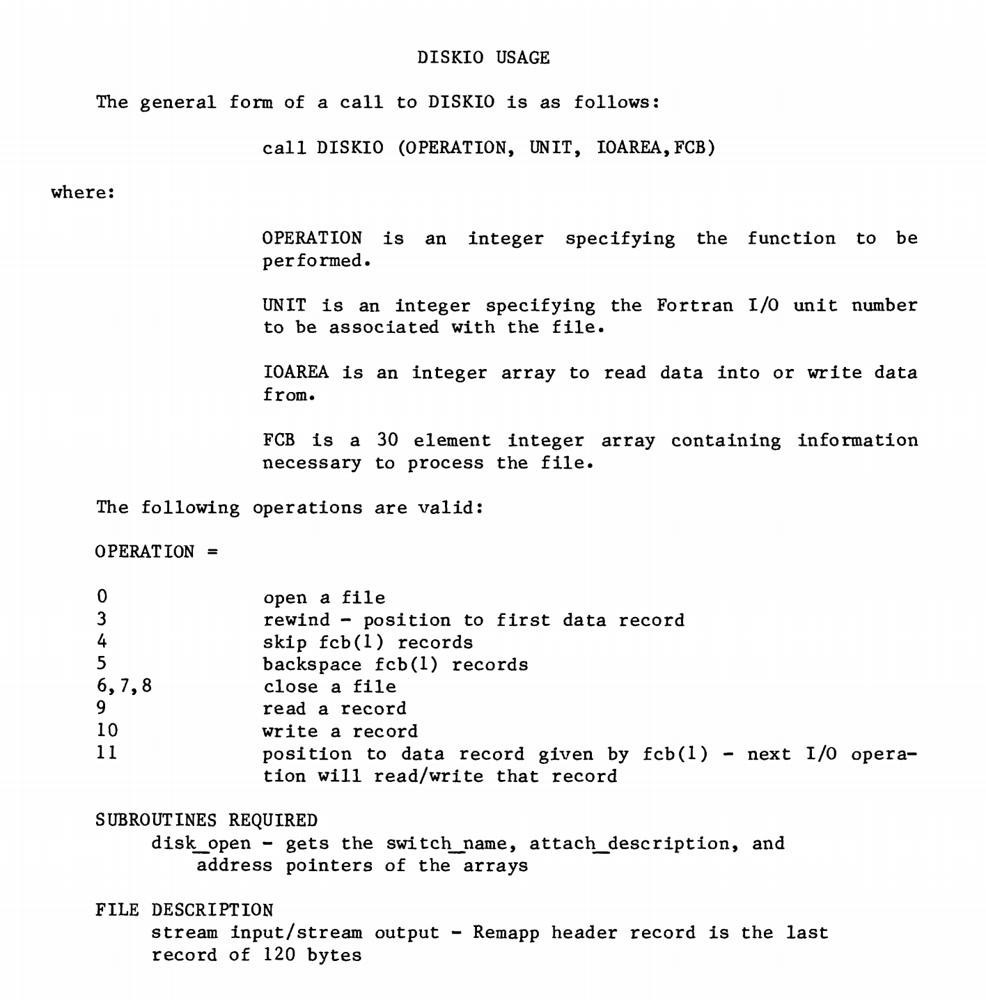 DISKIO USAGE
The general form of a call to DISKIO is as follows:
call DISKIO (OPERATION, UNIT, IOAREA,FCB)
where:
OPERATION is an integer specifying the function to be
performed.
UNIT is an integer specifying the Fortran I/O unit number
to be associated with the file.
IOAREA is an integer array to read data into or write data
from.
FCB is a 30 element integer array containing information
necessary to process the file.
The following operations are valid:
OPERATION =
0 open a file
3 rewind - position to first data record
4 skip fcb(1) records
5 backspace fcb(1) records
6,7,8 close a file
9 read a record
10 write a record
11 position to data record given by fcb(1) - next I/O opera-
tion will read/write that record
SUBROUTINES REQUIRED
disk_open - gets the switch_name, attach_description, and
address pointers of the arrays
FILE DESCRIPTION
stream input/stream output - Remapp header record is the last
record of 120 bytes